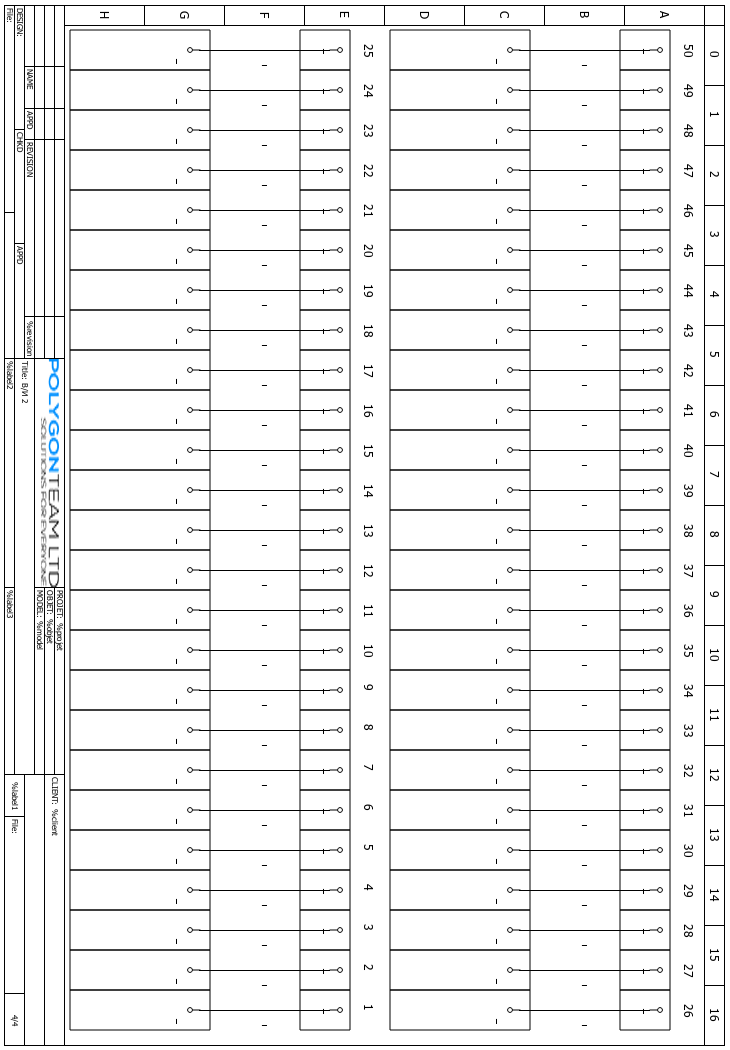 0 1 2 3 4 5 6 7 8 9 10 11 12 13 14 15 16
A
50 49 48 47 46 45 44 43 42 41 40 39 38 37 36 35 34 33 32 31 30 29 28 27 26
B
C
D
25 24 23 22 21 20 19 18 17 16 15 14 13 12 11 10 9 8 7 6 5 4 3 2 1
E
F
G
H
NAME APPD REVISION %revision
DESIGN: CHKD APPD
File:
POLYGONTEAM LTD
SOLUTIONS FOR EVERYONE
Title: В/И 2
%label2
PROJET: %projet
OBJET: %objet
MODEL: %model
%label3
CLIENT: %client
%label1 File: 4/4